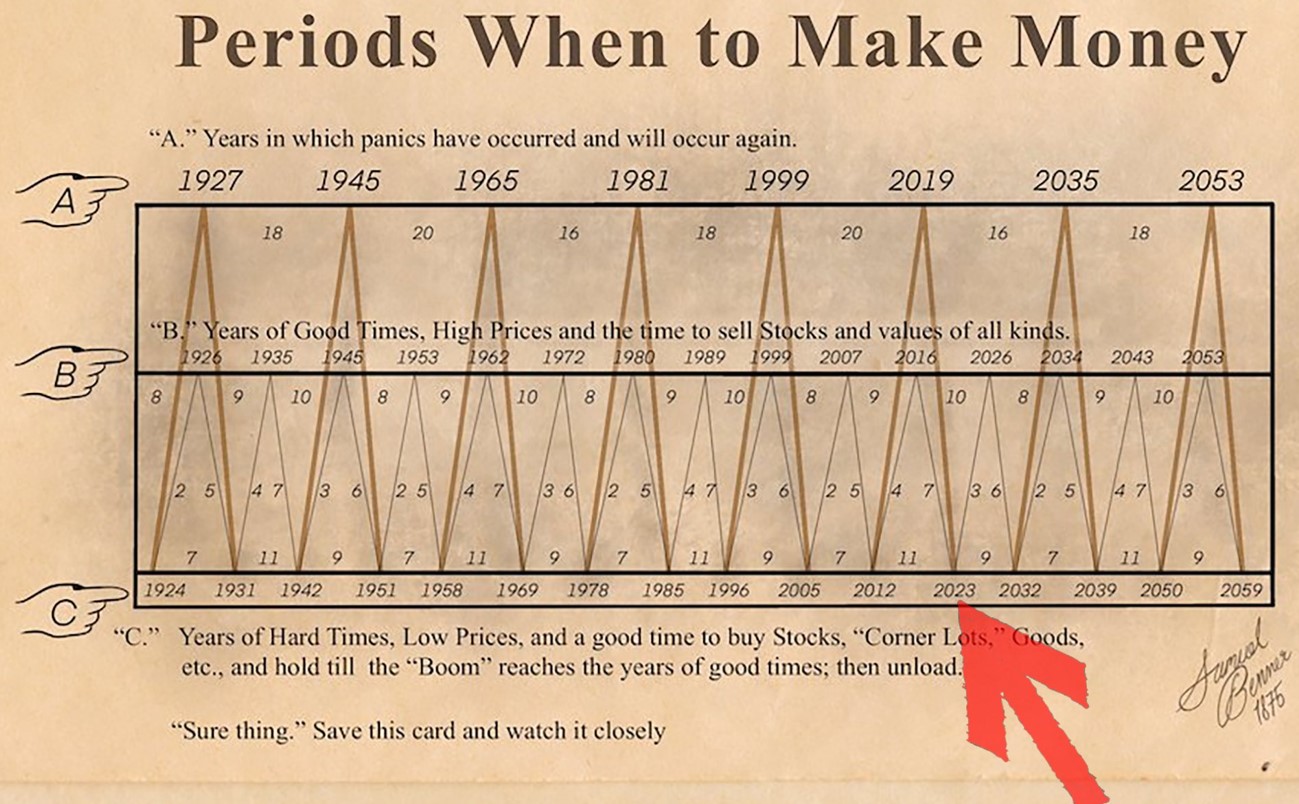 Periods When to Make Money
“A.” Years in which panics have occurred and will occur again.
1927 1945 1965 1981 1999 2019 2035 2053
A
18 20 16 18 20 16 18
“B.” Years of Good Times, High Prices and the time to sell Stocks and values of all kinds.
1926 1935 1945 1953 1962 1972 1980 1989 1999 2007 2016 2026 2034 2043 2053
B
8 9 10 8 9 10 8 9 10 8 9 10 8 9 10
2 5 4 7 3 6 2 5 4 7 3 6 2 5 4 7 3 6 2 5 4 7 3 6 2 5 4 7 3 6
7 11 9 7 11 9 7 11 9 7 11 9 7 11 9
1924 1931 1942 1951 1958 1969 1978 1985 1996 2005 2012 2023 2032 2039 2050 2059
C
“C.” Years of Hard Times, Low Prices, and a good time to buy Stocks, “Corner Lots,” Goods,
etc., and hold till the “Boom” reaches the years of good times; then unload.
Samuel
Benner
1875
“Sure thing.” Save this card and watch it closely